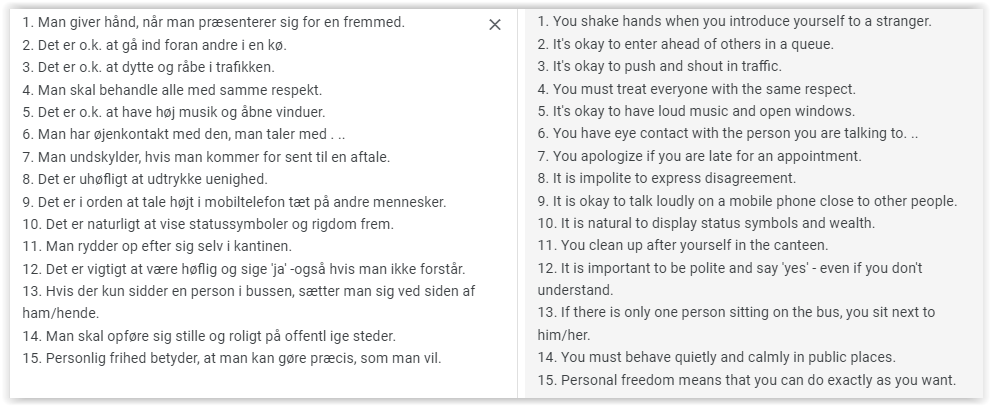 1. Man giver hånd, når man præsenterer sig for en fremmed.
2. Det er o.k. at gå ind foran andre i en kø.
3. Det er o.k. at dytte og råbe i trafikken.
4. Man skal behandle alle med samme respekt.
5. Det er o.k. at have høj musik og åbne vinduer.
6. Man har øjenkontakt med den, man taler med . ..
7. Man undskylder, hvis man kommer for sent til en aftale.
8. Det er uhøfligt at udtrykke uenighed.
9. Det er i orden at tale højt i mobiltelefon tæt på andre mennesker.
10. Det er naturligt at vise statussymboler og rigdom frem.
11. Man rydder op efter sig selv i kantinen.
12. Det er vigtigt at være høflig og sige 'ja' -også hvis man ikke forstår.
13. Hvis der kun sidder en person i bussen, sætter man sig ved siden af
ham/hende.
14. Man skal opføre sig stille og roligt på offentl ige steder.
15. Personlig frihed betyder, at man kan gøre præcis, som man vil.
1. You shake hands when you introduce yourself to a stranger.
2. It's okay to enter ahead of others in a queue.
3. It's okay to push and shout in traffic.
4. You must treat everyone with the same respect.
5. It's okay to have loud music and open windows.
6. You have eye contact with the person you are talking to. ..
7. You apologize if you are late for an appointment.
8. It is impolite to express disagreement.
9. It is okay to talk loudly on a mobile phone close to other people.
10. It is natural to display status symbols and wealth.
11. You clean up after yourself in the canteen.
12. It is important to be polite and say 'yes' - even if you don't
understand.
13. If there is only one person sitting on the bus, you sit next to
him/her.
14. You must behave quietly and calmly in public places.
15. Personal freedom means that you can do exactly as you want.